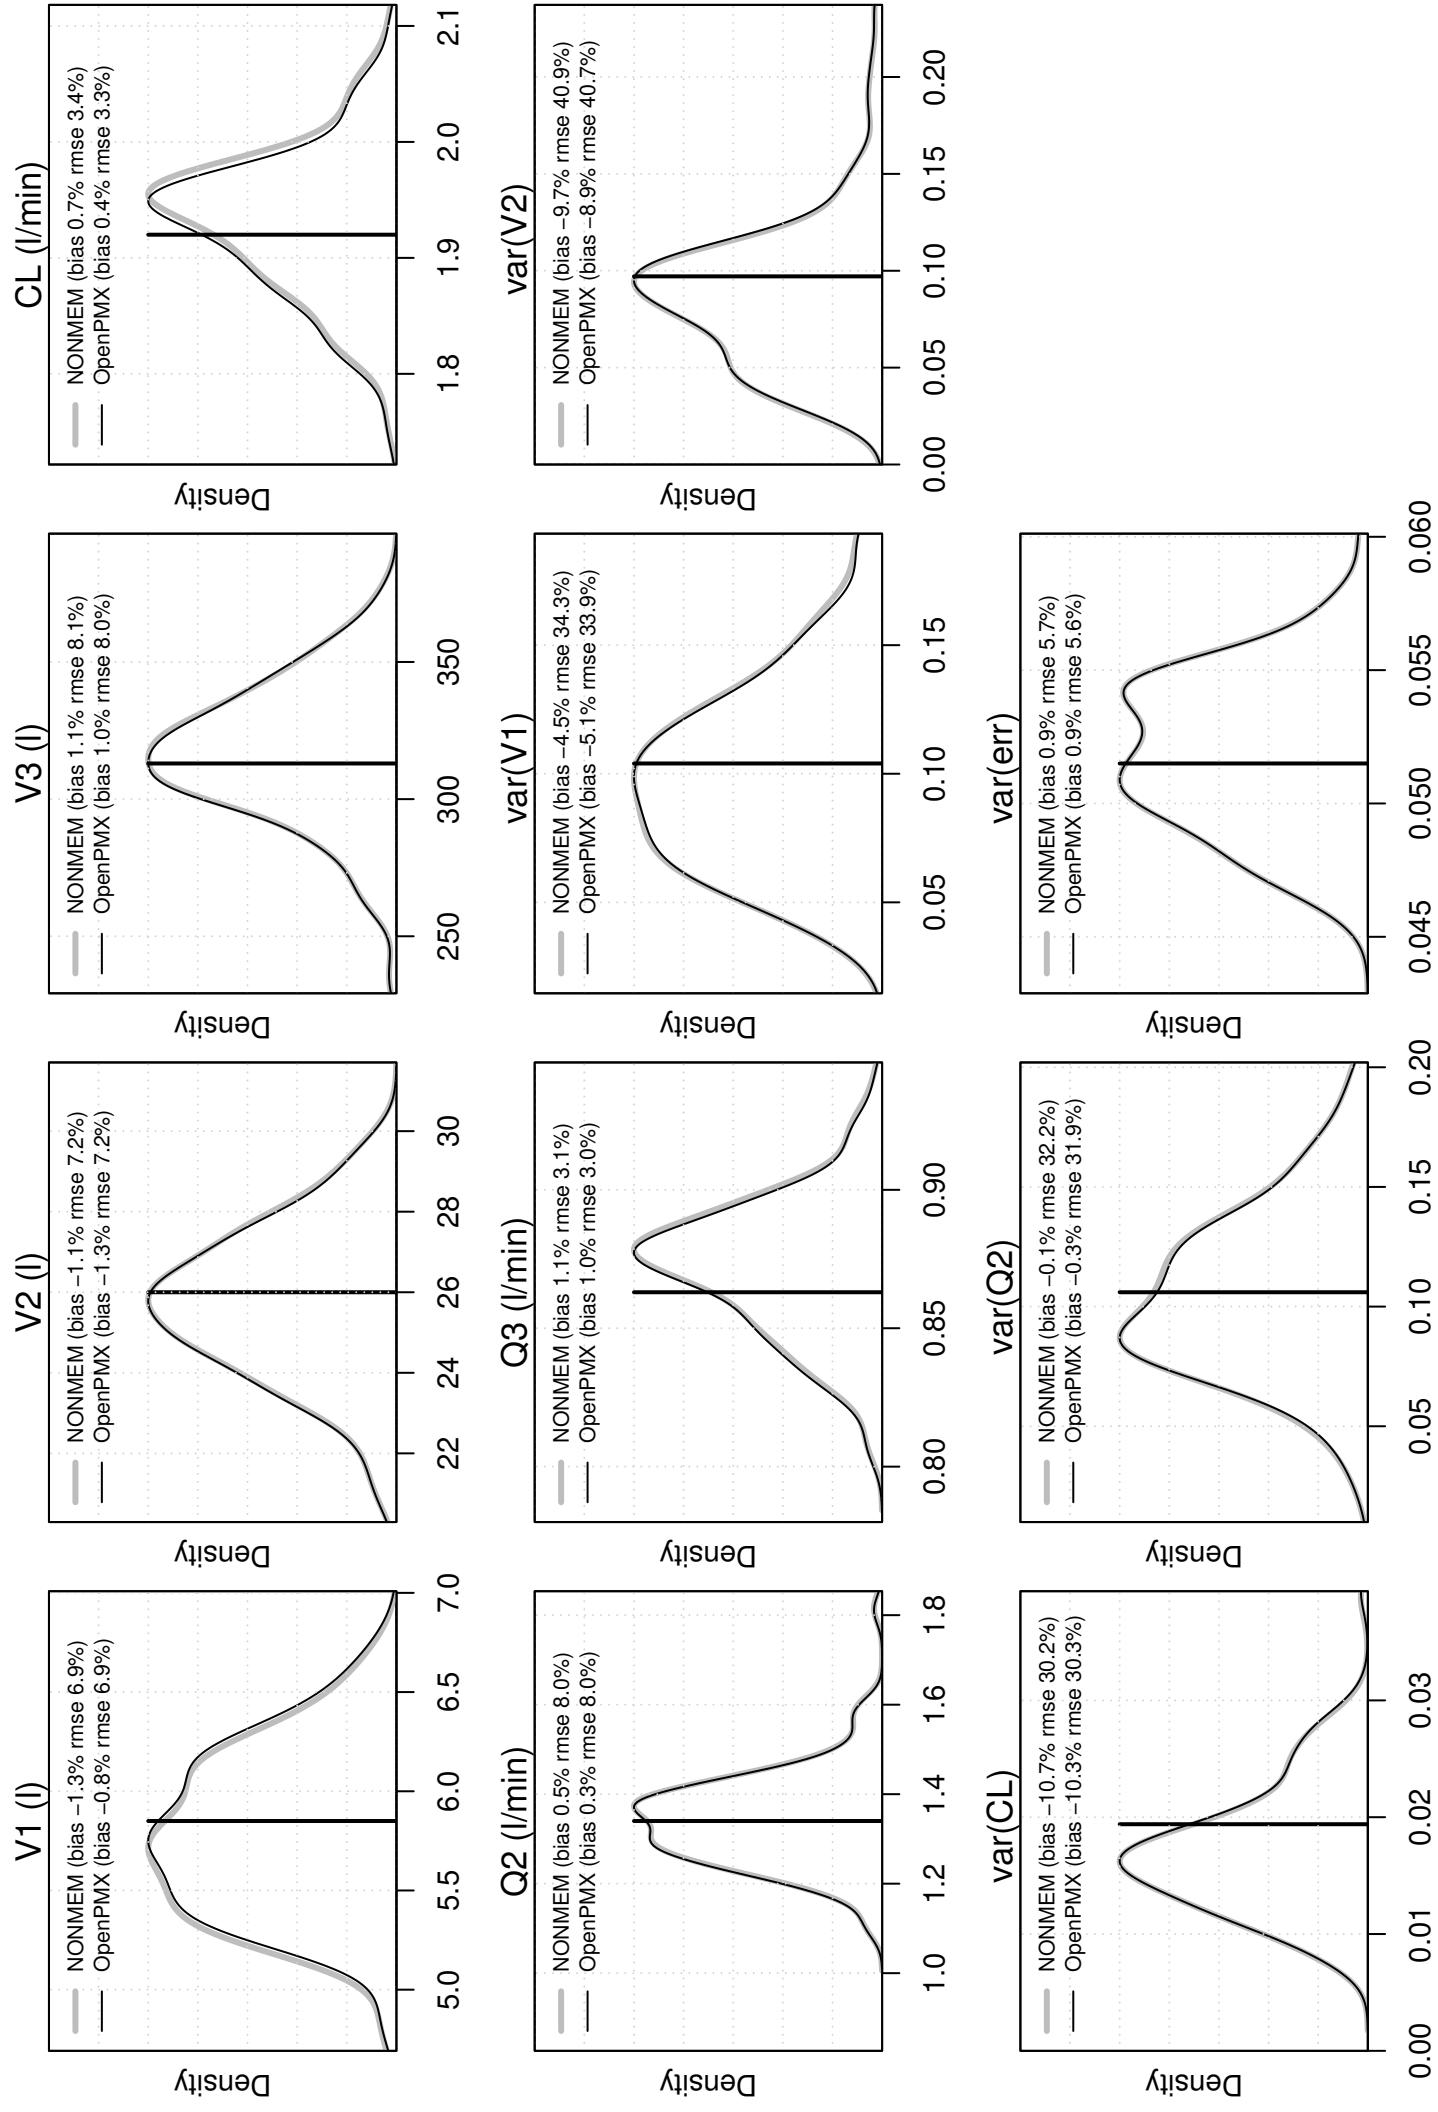 V1 (l)
NONMEM (bias −1.3% rmse 6.9%)
OpenPMX (bias −0.8% rmse 6.9%)
Density
5.0 5.5 6.0 6.5 7.0
V2 (l)
NONMEM (bias −1.1% rmse 7.2%)
OpenPMX (bias −1.3% rmse 7.2%)
Density
22 24 26 28 30
V3 (l)
NONMEM (bias 1.1% rmse 8.1%)
OpenPMX (bias 1.0% rmse 8.0%)
Density
250 300 350
CL (l/min)
NONMEM (bias 0.7% rmse 3.4%)
OpenPMX (bias 0.4% rmse 3.3%)
Density
1.8 1.9 2.0 2.1
Q2 (l/min)
NONMEM (bias 0.5% rmse 8.0%)
OpenPMX (bias 0.3% rmse 8.0%)
Density
1.0 1.2 1.4 1.6 1.8
Q3 (l/min)
NONMEM (bias 1.1% rmse 3.1%)
OpenPMX (bias 1.0% rmse 3.0%)
Density
0.80 0.85 0.90
var(V1)
NONMEM (bias −4.5% rmse 34.3%)
OpenPMX (bias −5.1% rmse 33.9%)
Density
0.05 0.10 0.15
var(V2)
NONMEM (bias −9.7% rmse 40.9%)
OpenPMX (bias −8.9% rmse 40.7%)
Density
0.00 0.05 0.10 0.15 0.20
var(CL)
NONMEM (bias −10.7% rmse 30.2%)
OpenPMX (bias −10.3% rmse 30.3%)
Density
0.00 0.01 0.02 0.03
var(Q2)
NONMEM (bias −0.1% rmse 32.2%)
OpenPMX (bias −0.3% rmse 31.9%)
Density
0.05 0.10 0.15 0.20
var(err)
NONMEM (bias 0.9% rmse 5.7%)
OpenPMX (bias 0.9% rmse 5.6%)
Density
0.045 0.050 0.055 0.060